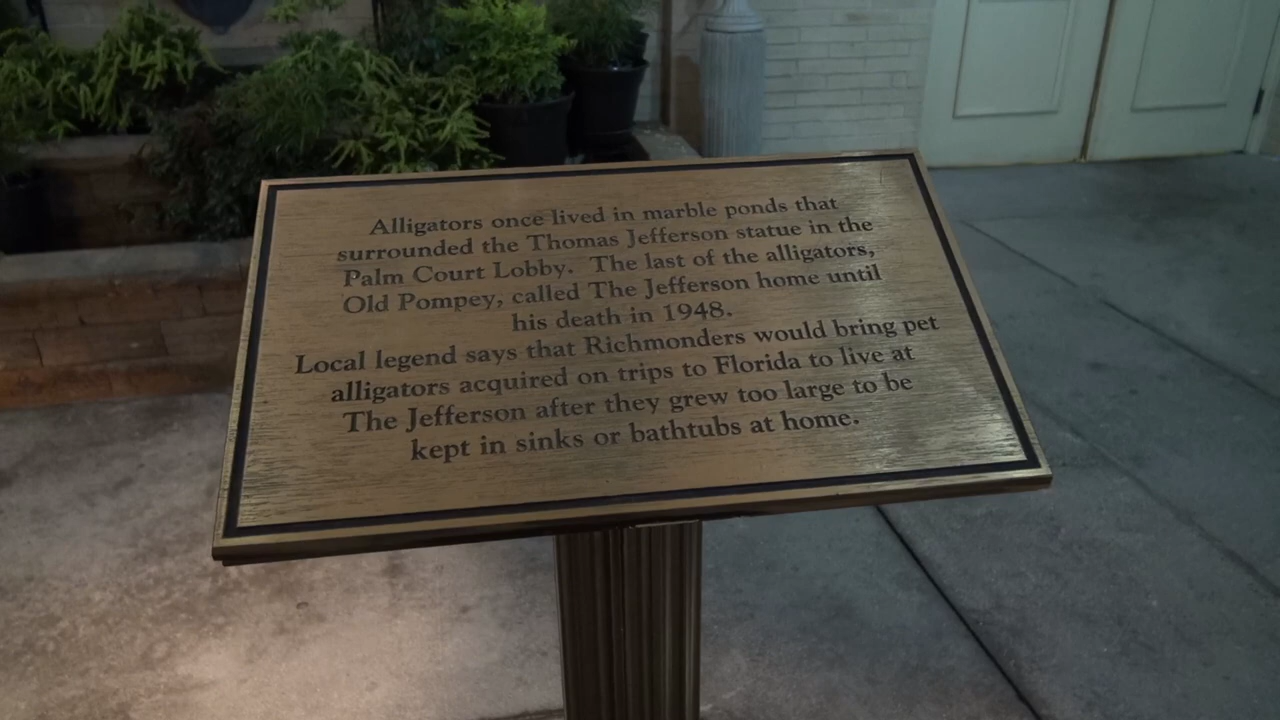 Alligators once lived in marble ponds that
surrounded the Thomas Jefferson statue in the
Palm Court Lobby. The last of the alligators,
Old Pompey, called The Jefferson home until
his death in 1948.
Local legend says that Richmonders would bring pet
alligators acquired on trips to Florida to live at
The Jefferson after they grew too large to be
kept in sinks or bathtubs at home.